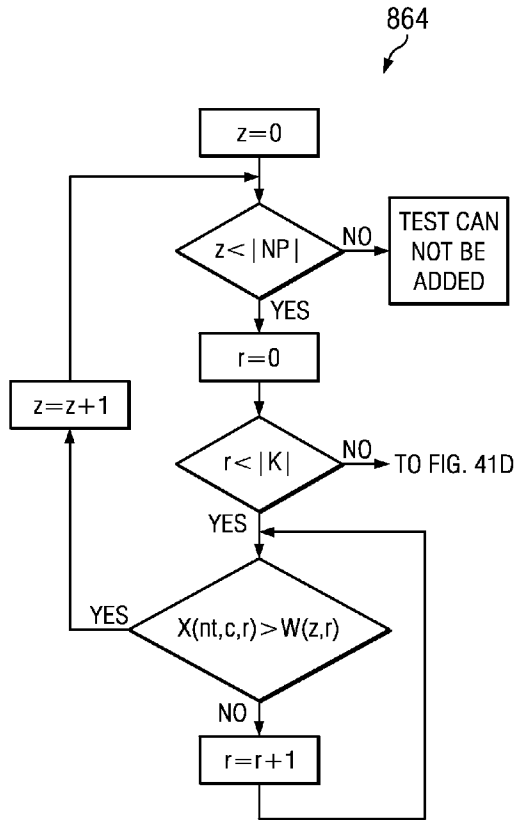 864
z=0
z<|NP|
NO
TEST CAN
NOT BE
ADDED
YES
r=0
z=z+1
r<|K|
NO
TO FIG. 41D
YES
YES
X(nt,c,r)>W(z,r)
NO
r=r+1